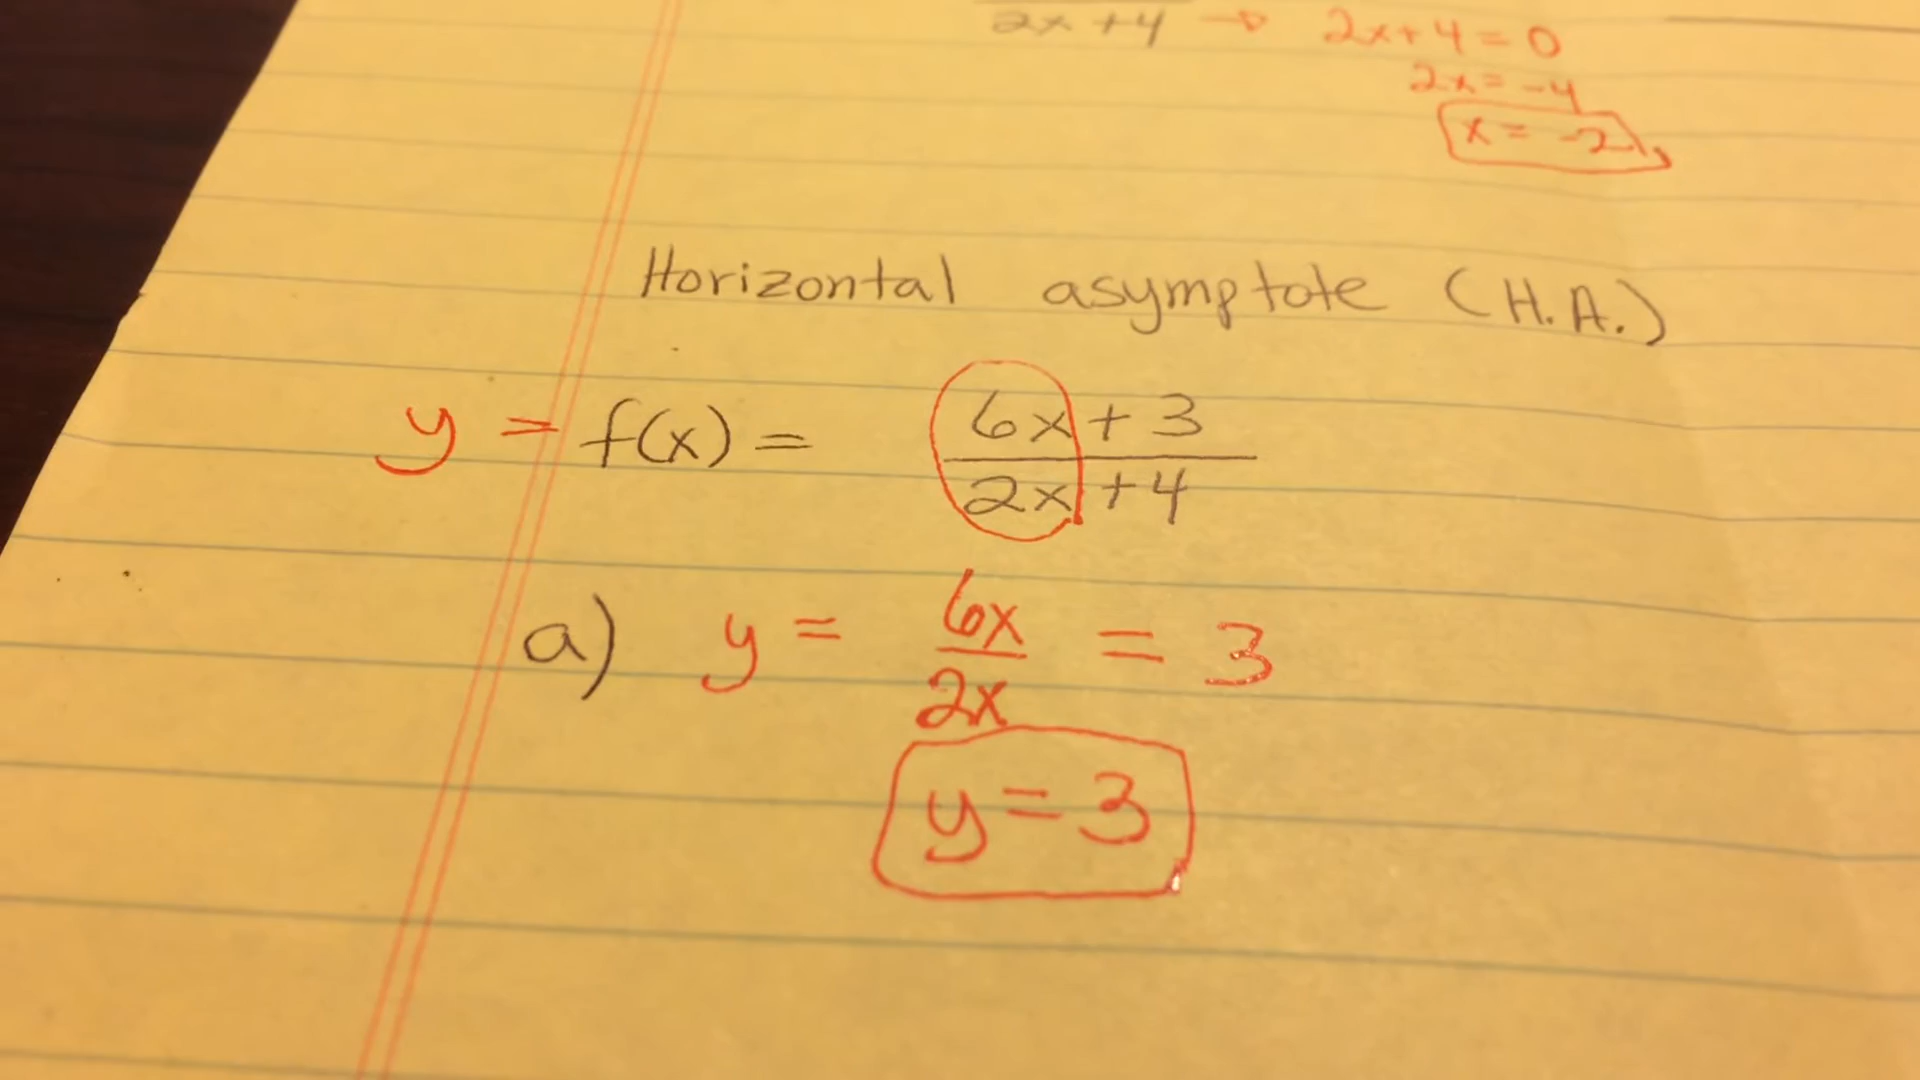 2x + 4 → 2x + 4 = 0
2x = -4
x = -2
Horizontal asymptote (H.A.)
y = f(x) = 6x + 3
2x + 4
a) y = 6x = 3
2x
y = 3